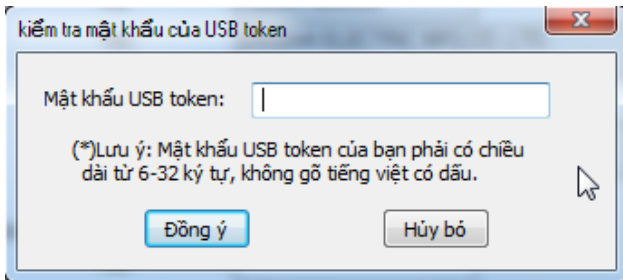 kiểm tra mật khẩu của USB token
Mật khẩu USB token:
(*)Lưu ý: Mật khẩu USB token của bạn phải có chiều
dài từ 6-32 ký tự, không gõ tiếng việt có dấu.
Đồng ý
Hủy bỏ